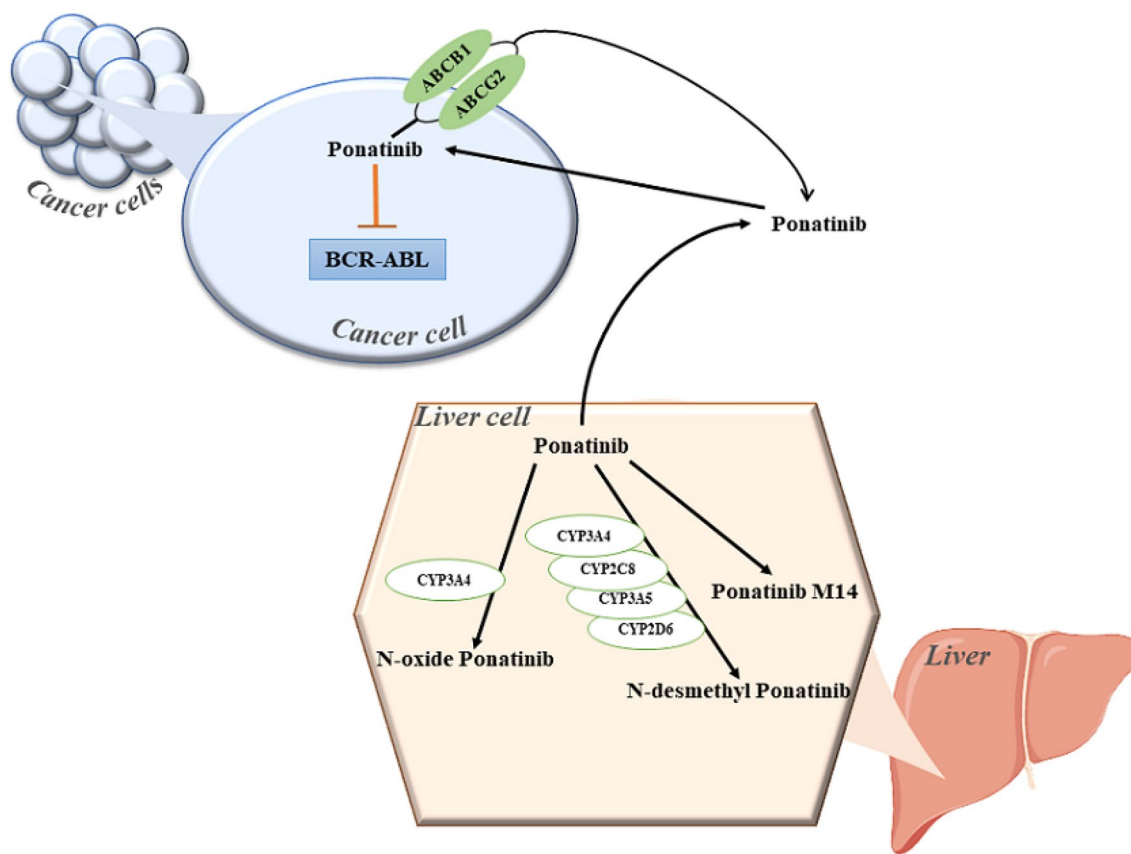 ABCB1
ABCG2
Ponatinib
Cancer cells
Ponatinib
BCR-ABL
Cancer cell
Liver cell
Ponatinib
CYP3A4
CYP3A4
CYP2C8
CYP3A5
CYP2D6
Ponatinib M14
N-oxide Ponatinib
N-desmethyl Ponatinib
Liver